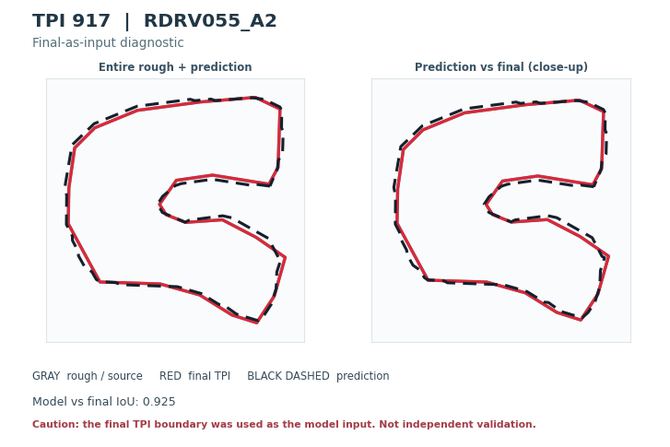 TPI 917 | RDRV055_A2
Final-as-input diagnostic
Entire rough + prediction
Prediction vs final (close-up)
GRAY rough / source RED final TPI BLACK DASHED prediction
Model vs final IoU: 0.925
Caution: the final TPI boundary was used as the model input. Not independent validation.